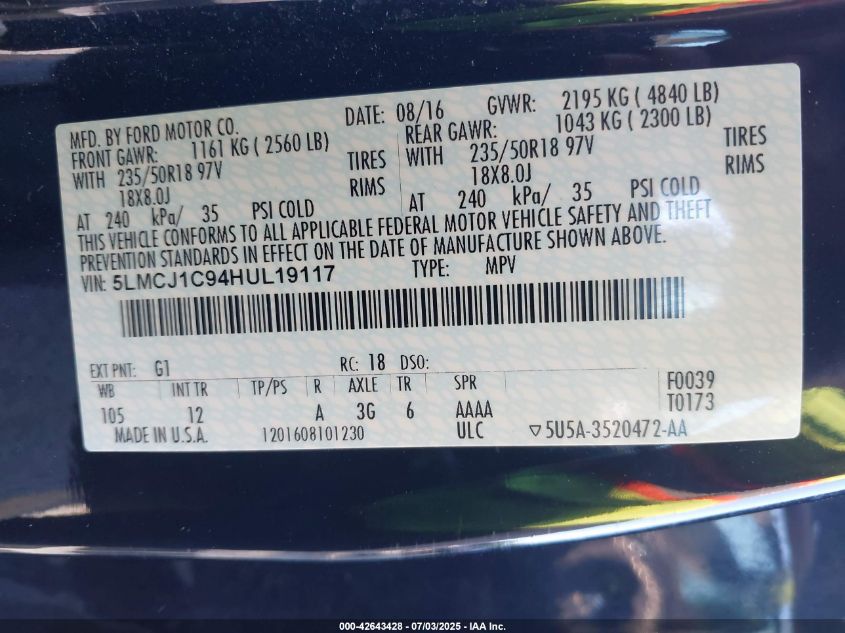 MFD. BY FORD MOTOR CO. DATE: 08/16 GVWR: 2195 KG ( 4840 LB)
FRONT GAWR: 1161 KG ( 2560 LB) REAR GAWR: 1043 KG ( 2300 LB)
WITH 235/50R18 97V TIRES WITH 235/50R18 97V TIRES
18X8.0J RIMS 18X8.0J RIMS
AT 240 kPa/ 35 PSI COLD AT 240 kPa/ 35 PSI COLD
THIS VEHICLE CONFORMS TO ALL APPLICABLE FEDERAL MOTOR VEHICLE SAFETY AND THEFT
PREVENTION STANDARDS IN EFFECT ON THE DATE OF MANUFACTURE SHOWN ABOVE.
VIN: 5LMCJ1C94HUL19117 TYPE: MPV
EXT PNT: G1 RC: 18 DSO:
WB INT TR TP/PS R AXLE TR SPR F0039
105 12 A 3G 6 AAAA T0173
MADE IN U.S.A. 1201608101230 ULC ▽5U5A-3520472-AA
000-42643428 - 07/03/2025 - IAA Inc.